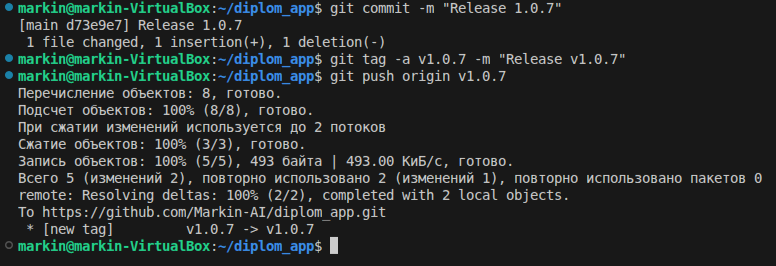 markin@markin-VirtualBox:~/diplom_app$ git commit -m "Release 1.0.7"
[main d73e9e7] Release 1.0.7
 1 file changed, 1 insertion(+), 1 deletion(-)
markin@markin-VirtualBox:~/diplom_app$ git tag -a v1.0.7 -m "Release v1.0.7"
markin@markin-VirtualBox:~/diplom_app$ git push origin v1.0.7
Перечисление объектов: 8, готово.
Подсчет объектов: 100% (8/8), готово.
При сжатии изменений используется до 2 потоков
Сжатие объектов: 100% (3/3), готово.
Запись объектов: 100% (5/5), 493 байта | 493.00 КиБ/с, готово.
Всего 5 (изменений 2), повторно использовано 2 (изменений 1), повторно использовано пакетов 0
remote: Resolving deltas: 100% (2/2), completed with 2 local objects.
To https://github.com/Markin-AI/diplom_app.git
 * [new tag]         v1.0.7 -> v1.0.7
markin@markin-VirtualBox:~/diplom_app$